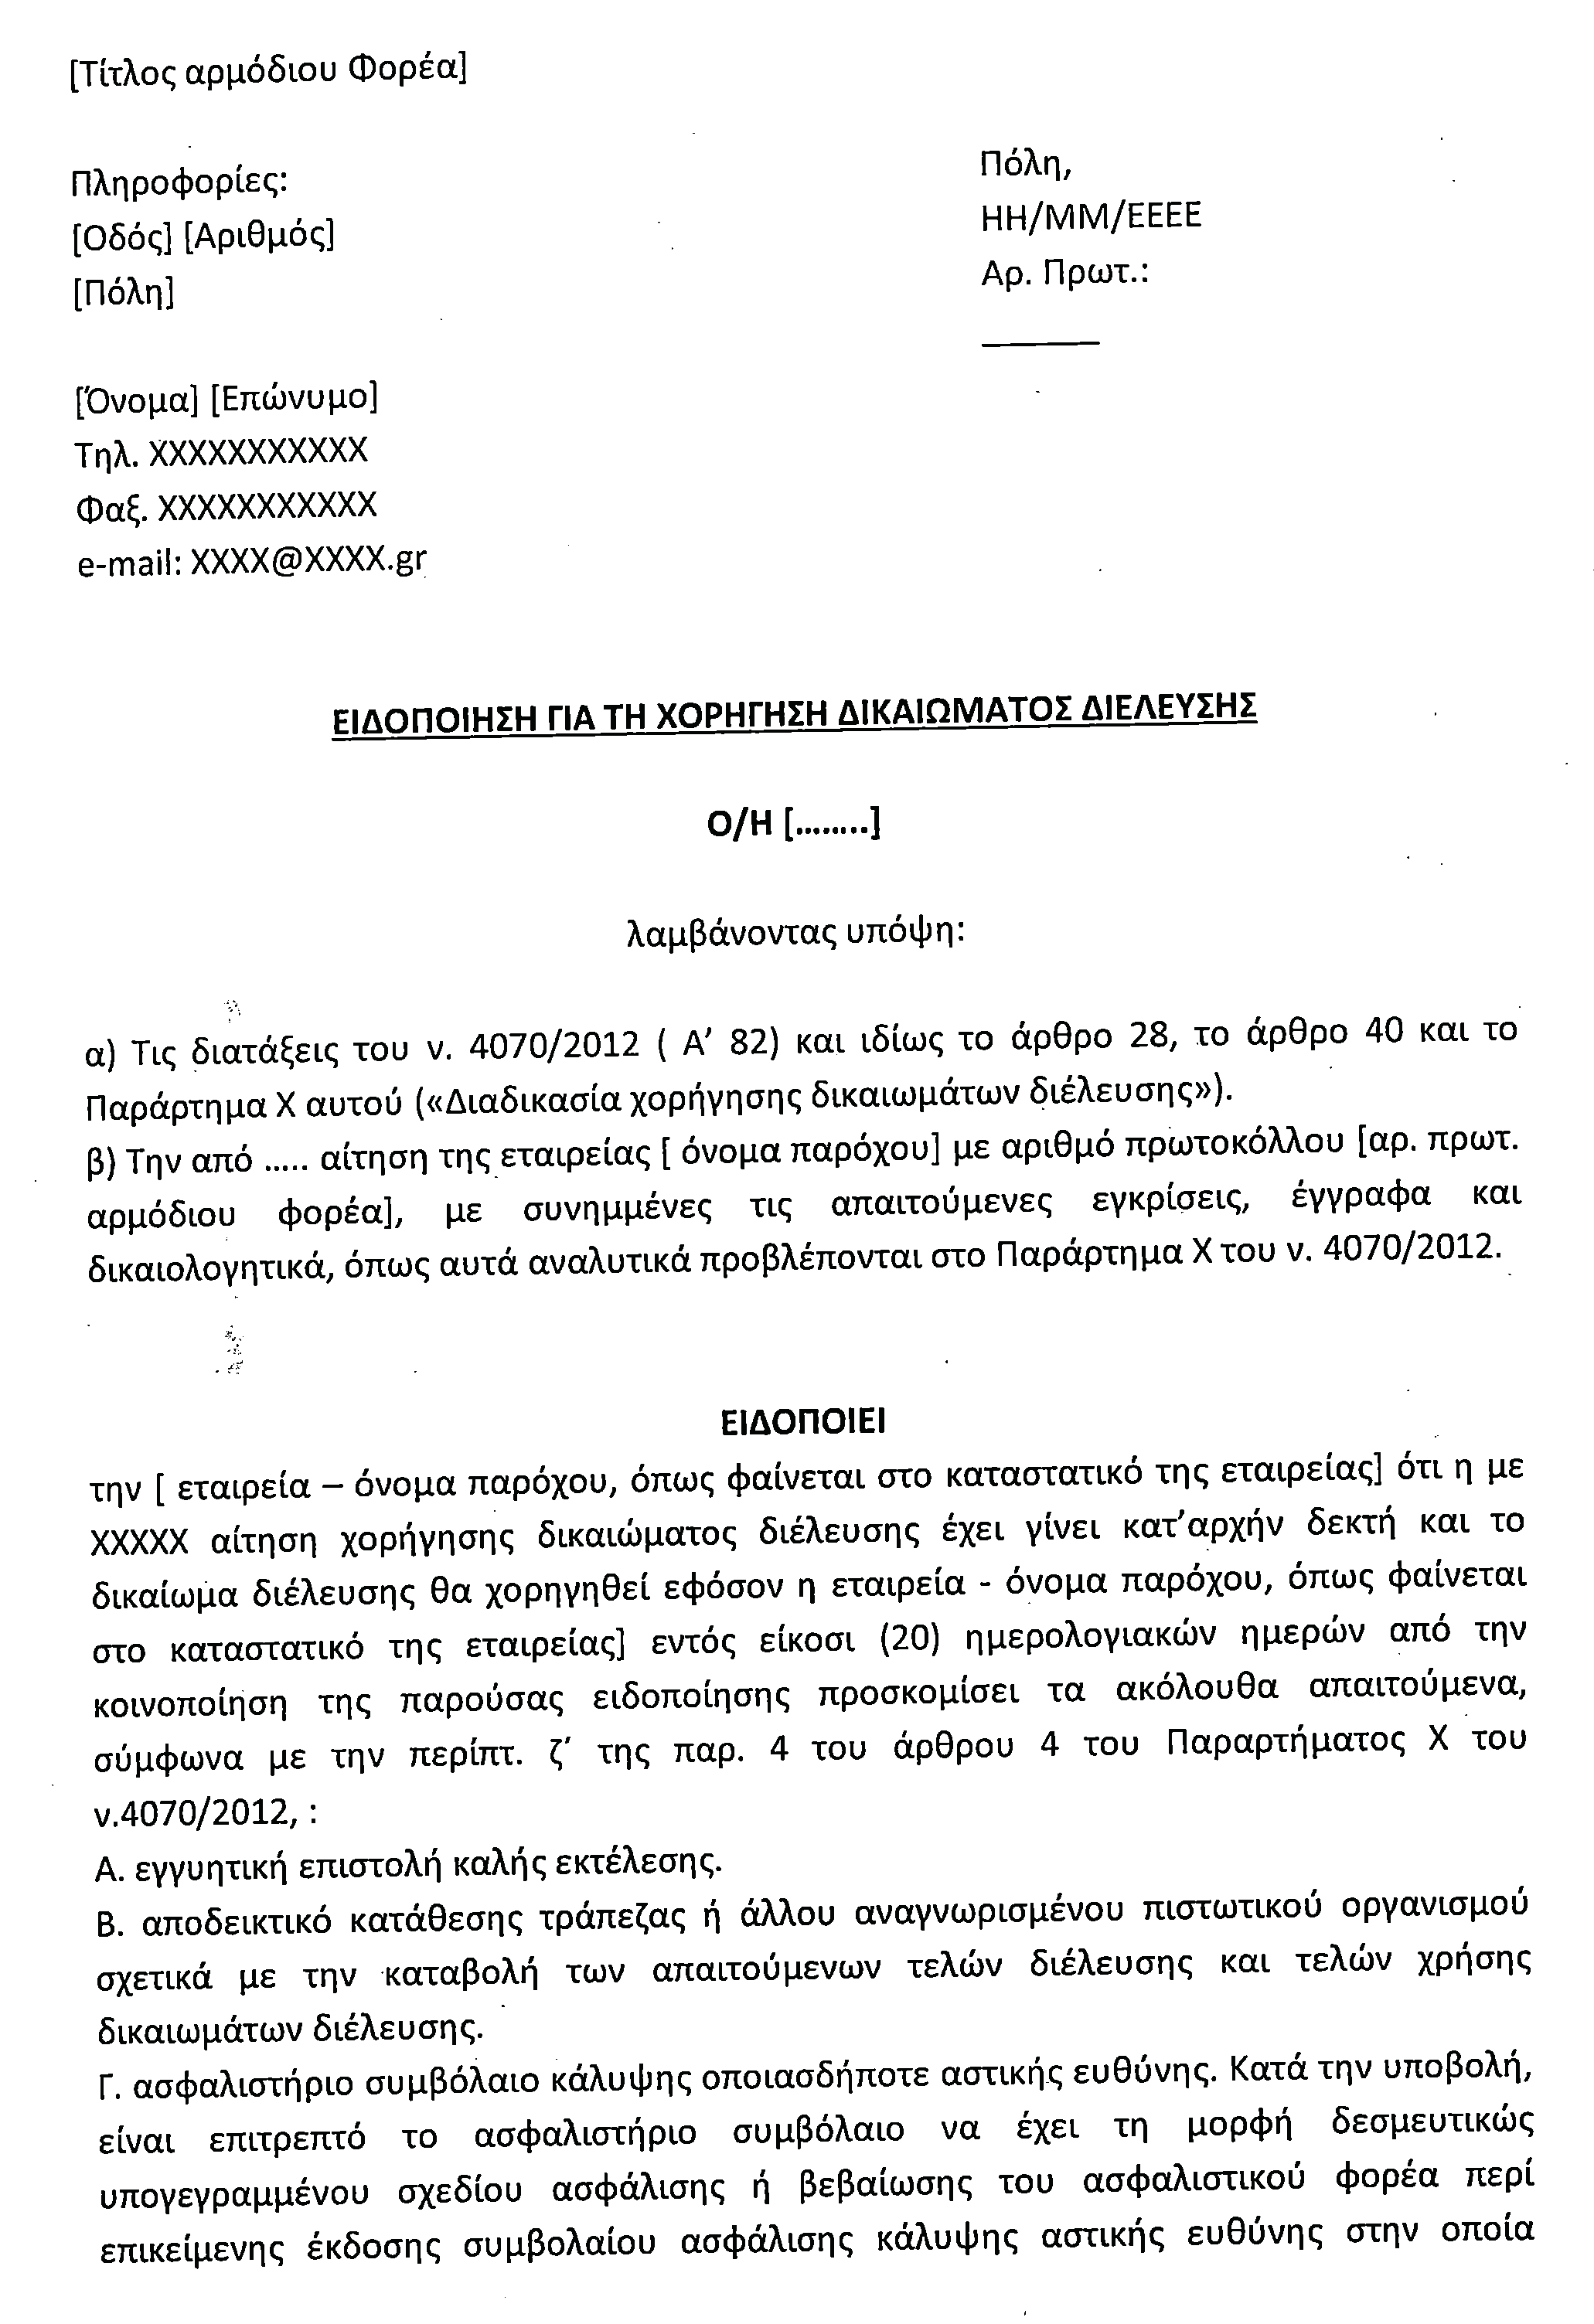 [Τίτλος αρμόδιου Φορέα]
Πληροφορίες:
[Οδός] [Αριθμός]
[Πόλη]
Πόλη,
ΗΗ/ΜΜ/ΕΕΕΕ
Αρ. Πρωτ.:
[Όνομα] [Επώνυμο]
Τηλ. ΧΧΧΧΧΧΧΧΧΧΧ
Φαξ. ΧΧΧΧΧΧΧΧΧΧΧ
e-mail: XXXX@XXXX.gr
ΕΙΔΟΠΟΙΗΣΗ ΓΙΑ ΤΗ ΧΟΡΗΓΗΣΗ ΔΙΚΑΙΩΜΑΤΟΣ ΔΙΕΛΕΥΣΗΣ
Ο/Η [........]
λαμβάνοντας υπόψη:
α) Τις διατάξεις του ν. 4070/2012 ( Α’ 82) και ιδίως το άρθρο 28, το άρθρο 40 και το
Παράρτημα Χ αυτού («Διαδικασία χορήγησης δικαιωμάτων διέλευσης»).
β) Την από ..... αίτηση της εταιρείας [ όνομα παρόχου] με αριθμό πρωτοκόλλου [αρ. πρωτ.
αρμόδιου φορέα], με συνημμένες τις απαιτούμενες εγκρίσεις, έγγραφα και
δικαιολογητικά, όπως αυτά αναλυτικά προβλέπονται στο Παράρτημα Χ του ν. 4070/2012.
ΕΙΔΟΠΟΙΕΙ
την [ εταιρεία – όνομα παρόχου, όπως φαίνεται στο καταστατικό της εταιρείας] ότι η με
ΧΧΧΧΧ αίτηση χορήγησης δικαιώματος διέλευσης έχει γίνει κατ’αρχήν δεκτή και το
δικαίωμα διέλευσης θα χορηγηθεί εφόσον η εταιρεία - όνομα παρόχου, όπως φαίνεται
στο καταστατικό της εταιρείας] εντός είκοσι (20) ημερολογιακών ημερών από την
κοινοποίηση της παρούσας ειδοποίησης προσκομίσει τα ακόλουθα απαιτούμενα,
σύμφωνα με την περίπτ. ζ’ της παρ. 4 του άρθρου 4 του Παραρτήματος Χ του
ν.4070/2012, :
Α. εγγυητική επιστολή καλής εκτέλεσης.
Β. αποδεικτικό κατάθεσης τράπεζας ή άλλου αναγνωρισμένου πιστωτικού οργανισμού
σχετικά με την καταβολή των απαιτούμενων τελών διέλευσης και τελών χρήσης
δικαιωμάτων διέλευσης.
Γ. ασφαλιστήριο συμβόλαιο κάλυψης οποιασδήποτε αστικής ευθύνης. Κατά την υποβολή,
είναι επιτρεπτό το ασφαλιστήριο συμβόλαιο να έχει τη μορφή δεσμευτικώς
υπογεγραμμένου σχεδίου ασφάλισης ή βεβαίωσης του ασφαλιστικού φορέα περί
επικείμενης έκδοσης συμβολαίου ασφάλισης κάλυψης αστικής ευθύνης στην οποία